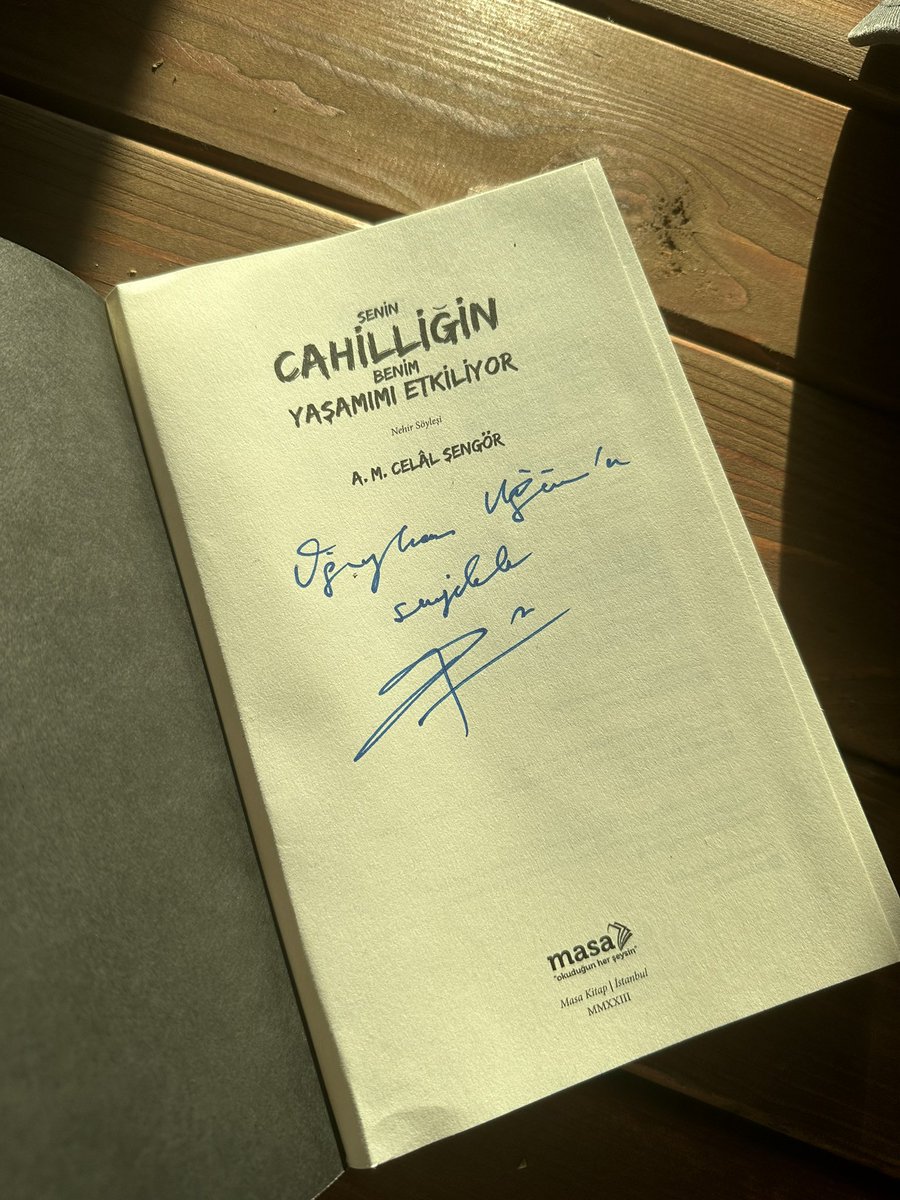 SENİN
CAHİLLİĞİN
BENİM
YAŞAMIMI ETKİLİYOR
Nehir Söyleşi
A. M. CELÂL ŞENGÖR
sevgilerle
masa
"okuduğun her şeysin"
Masa Kitap | İstanbul
MMXXIII